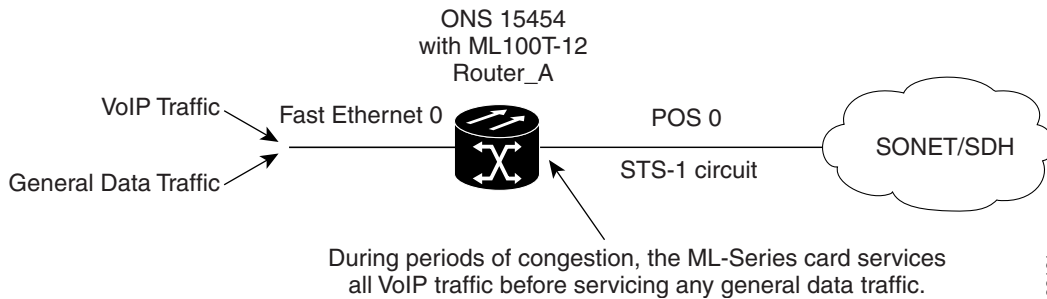 ONS 15454
with ML100T-12
Router_A
VoIP Traffic
Fast Ethernet 0
POS 0
SONET/SDH
General Data Traffic
STS-1 circuit
During periods of congestion, the ML-Series card services
all VoIP traffic before servicing any general data traffic.